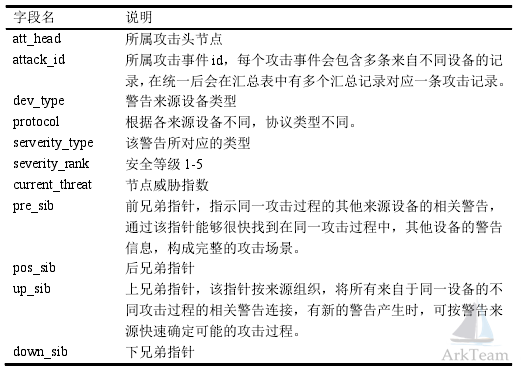 字段名 说明
att_head 所属攻击头节点
attack_id 所属攻击事件 id，每个攻击事件会包含多条来自不同设备的记
录，在统一后会在汇总表中有多个汇总记录对应一条攻击记录。
dev_type 警告来源设备类型
protocol 根据各来源设备不同，协议类型不同。
serverity_type 该警告所对应的类型
severity_rank 安全等级 1-5
current_threat 节点威胁指数
pre_sib 前兄弟指针，指示同一攻击过程的其他来源设备的相关警告，
通过该指针能够很快找到在同一攻击过程中，其他设备的警告
信息，构成完整的攻击场景。
pos_sib 后兄弟指针
up_sib 上兄弟指针，该指针按来源组织，将所有来自于同一设备的不
同攻击过程的相关警告连接，有新的警告产生时，可按警告来
源快速确定可能的攻击过程。
down_sib 下兄弟指针
ArkTeam